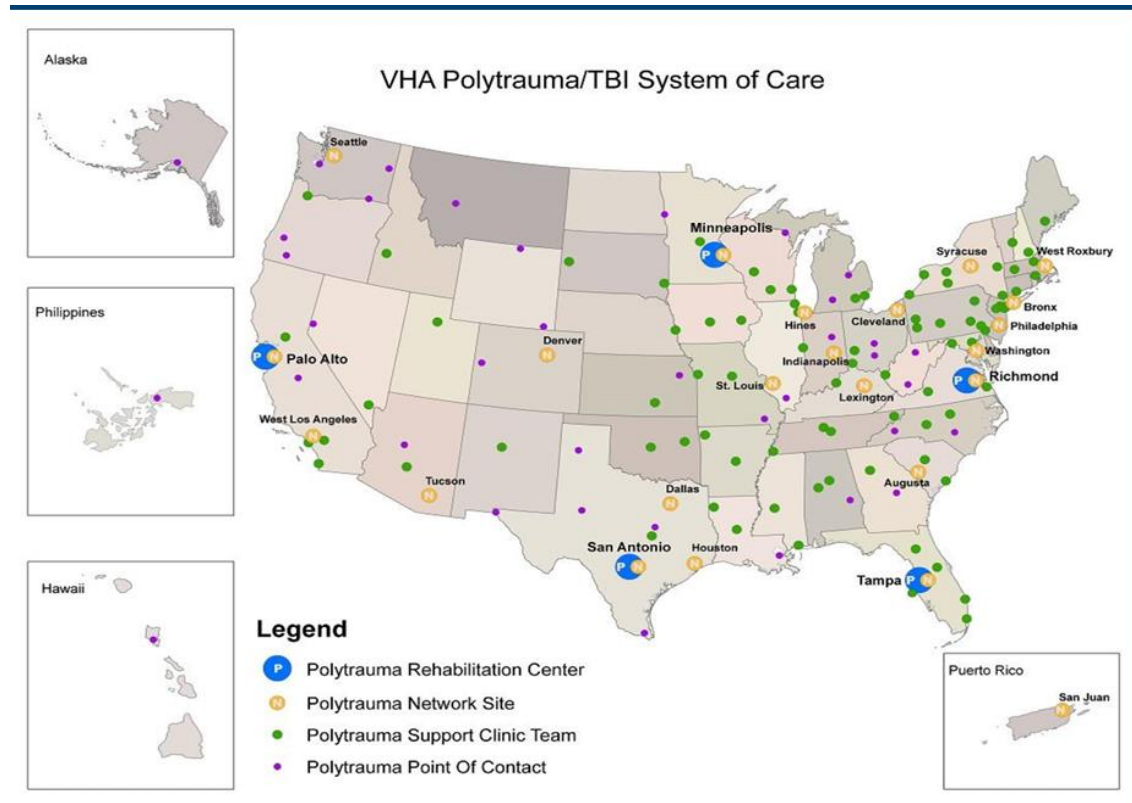 Alaska
VHA Polytrauma/TBI System of Care
Seattle
N
Minneapolis
P N
Syracuse
N
West Roxbury
N
Philippines
Hines
N
Cleveland
N
Bronx
N
Philadelphia
N
P N
Palo Alto
Denver
N
Indianapolis
N
Washington
N
St. Louis
N
Lexington
N
Richmond
P N
West Los Angeles
N
Tucson
N
Dallas
N
Augusta
N
San Antonio
P N
Houston
N
Tampa
P N
Hawaii
Legend
P Polytrauma Rehabilitation Center
N Polytrauma Network Site
Polytrauma Support Clinic Team
Polytrauma Point Of Contact
Puerto Rico
San Juan
N